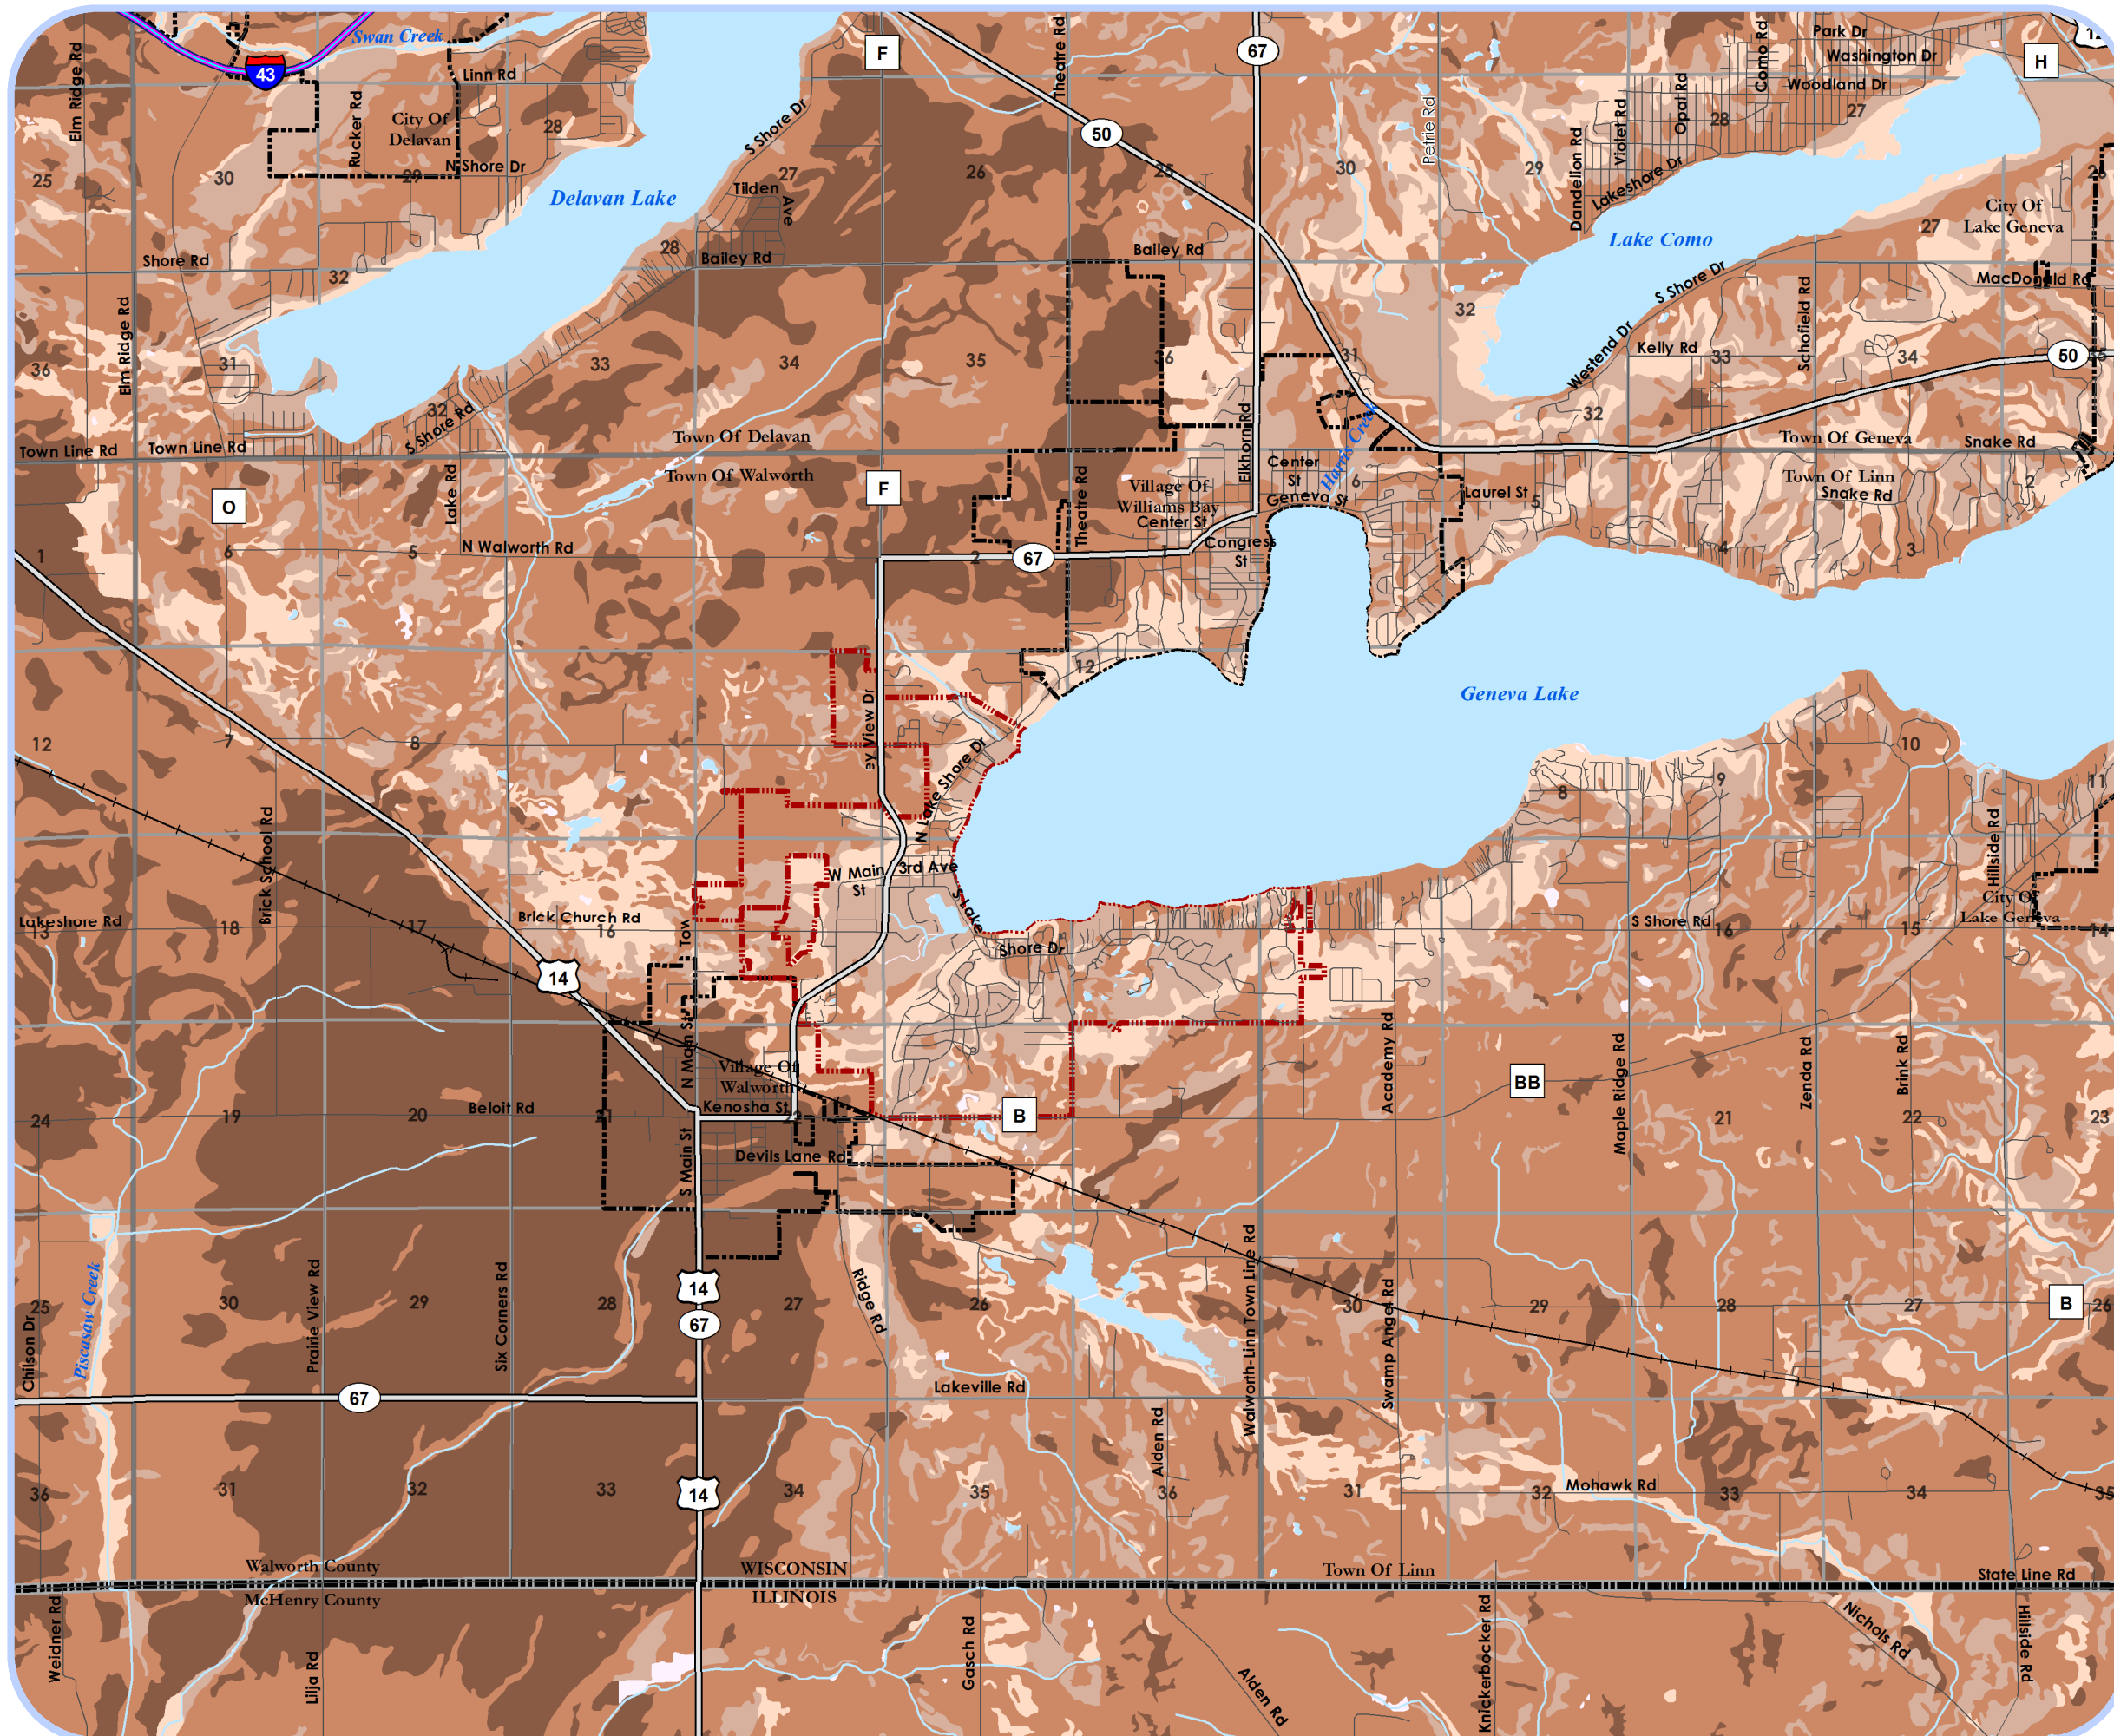 Swan Creek
43
Elm Ridge Rd
Linn Rd
Rucker Rd
City Of
Delavan
28
N Shore Dr
29
25
30
Delavan Lake
S Shore Dr
27
Tilden
Ave
F
Theatre Rd
67
50
26
25
30
Petrie Rd
29
Dandelion Rd
Violet Rd
Opal Rd
Como Rd
Park Dr
Washington Dr
Woodland Dr
28
27
H
Lakeshore Dr
Lake Como
City Of
Lake Geneva
27
MacDonald Rd
Shore Rd
32
28
Bailey Rd
Bailey Rd
S Shore Dr
Schofield Rd
32
Elm Ridge Rd
36
31
33
34
35
36
31
Westend Dr
Kelly Rd
33
34
50
32
S Shore Rd
32
Town Line Rd
Town Line Rd
Town Of Delavan
Town Of Walworth
Elkhorn Rd
Harris Creek
Town Of Geneva
Snake Rd
Town Of Linn
Snake Rd
2
O
Lake Rd
F
Theatre Rd
Village Of
Williams Bay
Center St
Center
St
Geneva St
6
Laurel St
5
1
6
5
N Walworth Rd
2
67
Congress
St
4
3
12
Geneva Lake
12
7
8
ey View Dr
N Lake Shore Dr
10
9
8
11
Brick School Rd
W Main
St
3rd Ave
S Lake
Shore Dr
Hillside Rd
City Of
Lake Geneva
Lakeshore Rd
13
18
17
Brick Church Rd
16
Tow
S Shore Rd
16
15
14
14
N Main St
Village Of
Walworth
Kenosha St
Beloit Rd
24
19
20
21
B
Academy Rd
BB
Maple Ridge Rd
Zenda Rd
Brink Rd
21
22
23
Devils Lane Rd
S Main St
Piscasaw Creek
Chilson Dr
25
30
Prairie View Rd
29
Six Corners Rd
28
14
67
27
Ridge Rd
26
Walworth-Linn Town Line Rd
30
Swamp Angel Rd
29
28
27
B
26
67
Lakeville Rd
Alden Rd
36
31
32
33
14
34
35
36
31
32
Mohawk Rd
33
34
35
Walworth County
McHenry County
WISCONSIN
ILLINOIS
Town Of Linn
State Line Rd
Weidner Rd
Lilja Rd
Gasch Rd
Alden Rd
Knickerbocker Rd
Nichols Rd
Hillside Rd